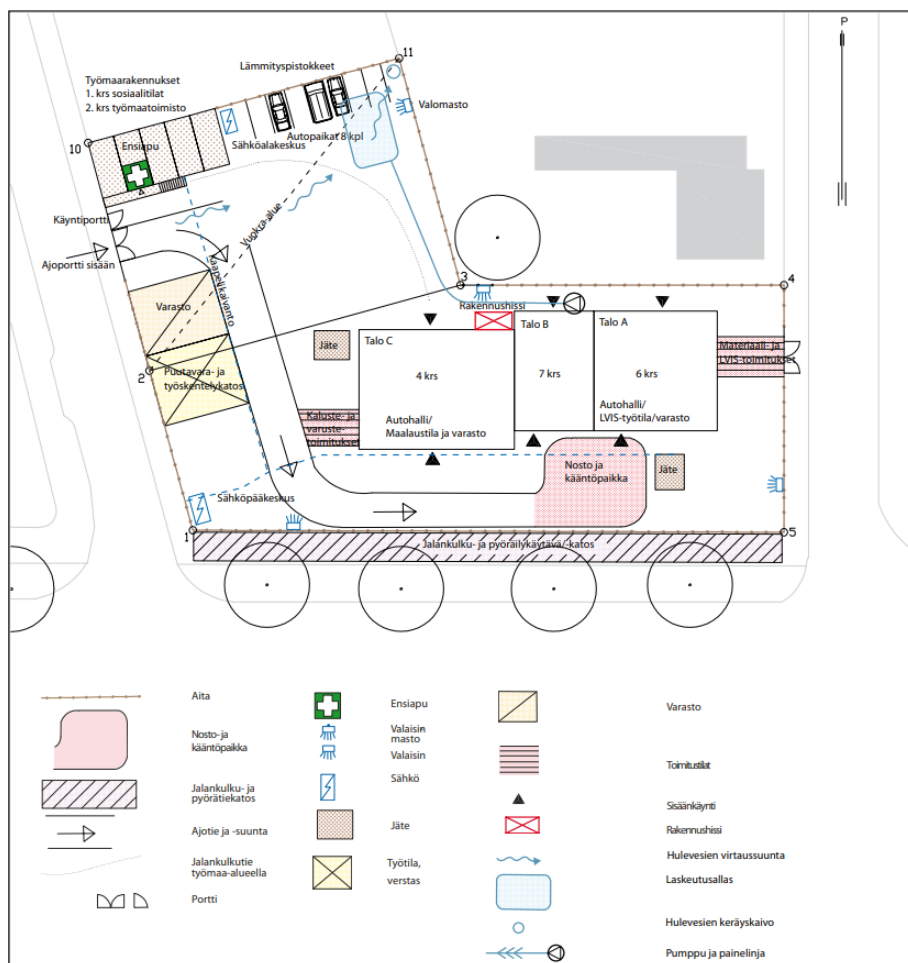 P
11
Lämmityspistokkeet
Työmaarakennukset
1. krs sosiaalitilat
2. krs työmaatoimisto
Valomasto
Autopaikat 8 kpl
Sähköalakeskus
10
Ensiapu
Vuokra-alue
Käyntiportti
Ajoportti sisään
Kaapelikaivanto
3
4
Varasto
Rakennushissi
Talo C
Talo B
Talo A
Jäte
Materiaali- ja
LVIS-toimitukset
2
Puutavara- ja
työskentelykatos
4 krs
7 krs
6 krs
Kaluste- ja
varuste-
toimitukset
Autohalli/
Maalaustila ja varasto
Autohalli/
LVIS-työtila/varasto
Nosto ja
kääntöpaikka
Jäte
Sähköpääkeskus
1
5
Jalankulku- ja pyöräilykäytävä/-katos
Aita
Nosto-ja
kääntöpaikka
Jalankulku- ja
pyörätiekatos
Ajotie ja -suunta
Jalankulkutie
työmaa-alueella
Portti
Ensiapu
Valaisin
masto
Valaisin
Sähkö
Jäte
Työtila,
verstas
Varasto
Toimitustilat
Sisäänkäynti
Rakennushissi
Hulevesien virtaussuunta
Laskeutusallas
Hulevesien keräyskaivo
Pumppu ja painelinja